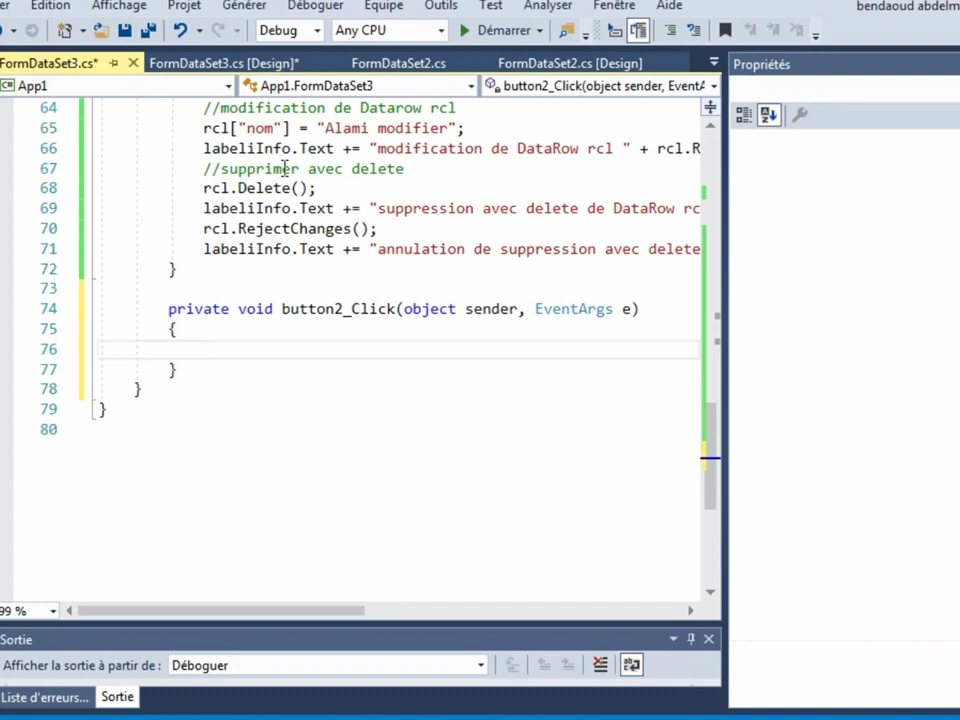 er Edition Affichage Projet Générer Déboguer Equipe Outils Test Analyser Fenêtre Aide bendaoud abdelm
Debug Any CPU Démarrer
FormDataSet3.cs* FormDataSet3.cs [Design]* FormDataSet2.cs FormDataSet2.cs [Design] Propriétés
App1 App1.FormDataSet3 button2_Click(object sender, EventA
64 //modification de Datarow rcl
65 rcl["nom"] = "Alami modifier";
66 labeliInfo.Text += "modification de DataRow rcl " + rcl.R
67 //supprimer avec delete
68 rcl.Delete();
69 labeliInfo.Text += "suppression avec delete de DataRow rc
70 rcl.RejectChanges();
71 labeliInfo.Text += "annulation de suppression avec delete
72 }
73
74 private void button2_Click(object sender, EventArgs e)
75 {
76
77 }
78 }
79 }
80
99 %
Sortie
Afficher la sortie à partir de : Déboguer
Liste d'erreurs... Sortie